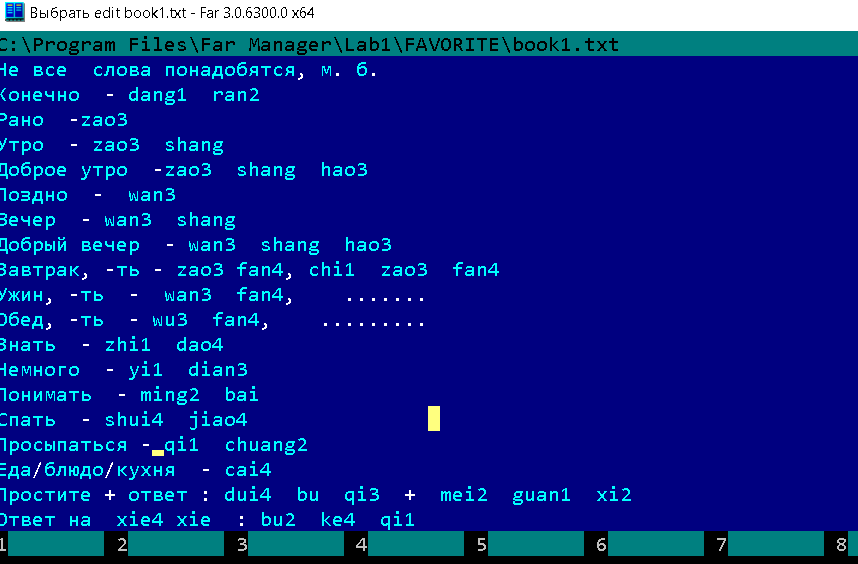 Выбрать edit book1.txt - Far 3.0.6300.0 x64
C:\Program Files\Far Manager\Lab1\FAVORITE\book1.txt
Не все  слова понадобятся, м. б.
Конечно  - dang1  ran2
Рано  -zao3
Утро  - zao3  shang
Доброе утро  -zao3  shang  hao3
Поздно  -  wan3
Вечер  - wan3  shang
Добрый вечер  - wan3  shang  hao3
Завтрак, -ть - zao3 fan4, chi1  zao3  fan4
Ужин, -ть  -  wan3  fan4,    .......
Обед, -ть  - wu3  fan4,    .........
Знать  - zhi1  dao4
Немного  - yi1  dian3
Понимать  - ming2  bai
Спать  - shui4  jiao4
Просыпаться - qi1  chuang2
Еда/блюдо/кухня  - cai4
Простите + ответ : dui4  bu  qi3  +  mei2  guan1  xi2
Ответ на  xie4 xie  : bu2  ke4  qi1
1 2 3 4 5 6 7 8